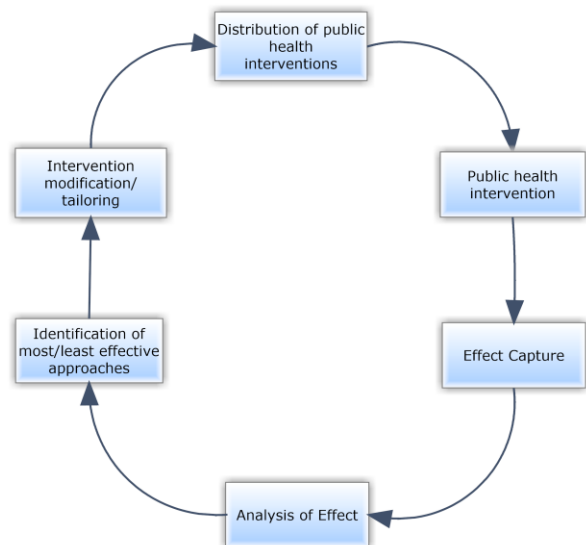 Distribution of public
health
interventions
Public health
intervention
Effect Capture
Analysis of Effect
Identification of
most/least effective
approaches
Intervention
modification/
tailoring